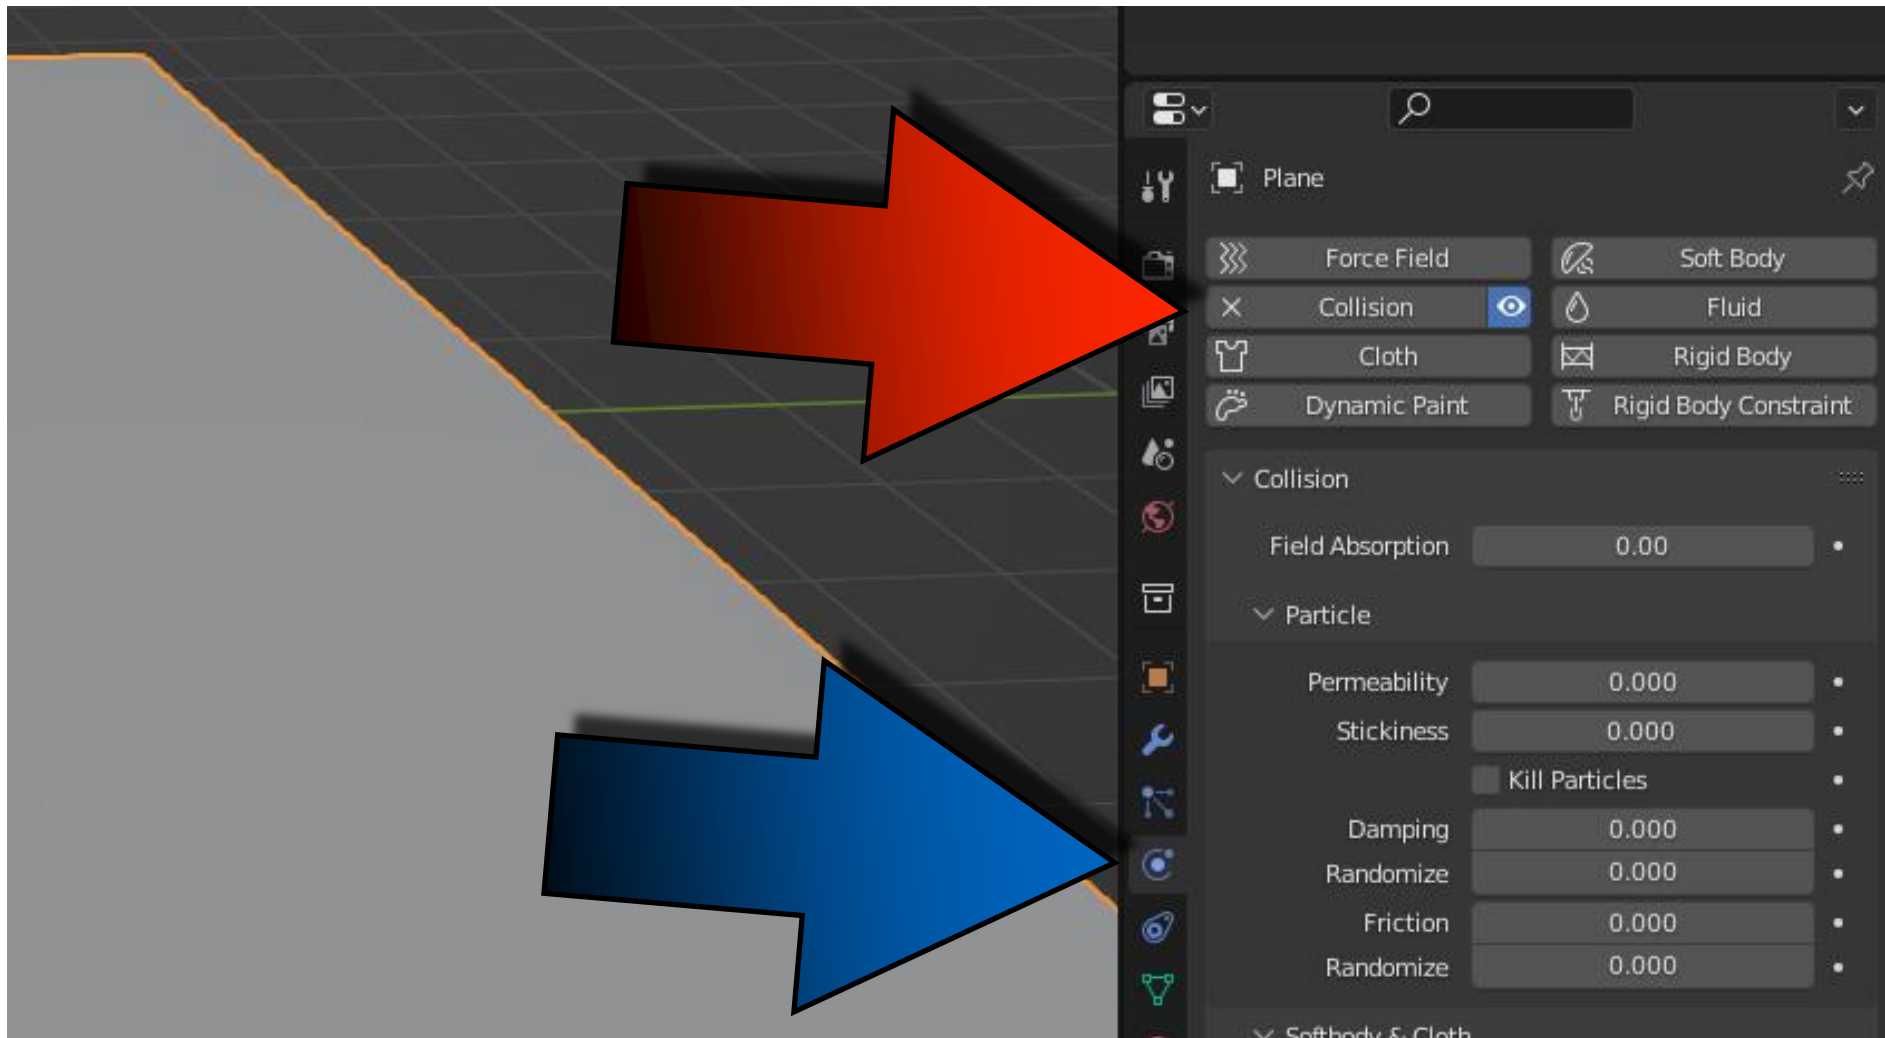 Plane
Force Field
Soft Body
Collision
Fluid
Cloth
Rigid Body
Dynamic Paint
Rigid Body Constraint
Collision
Field Absorption 0.00
Particle
Permeability 0.000
Stickiness 0.000
Kill Particles
Damping 0.000
Randomize 0.000
Friction 0.000
Randomize 0.000
Softbody & Cloth